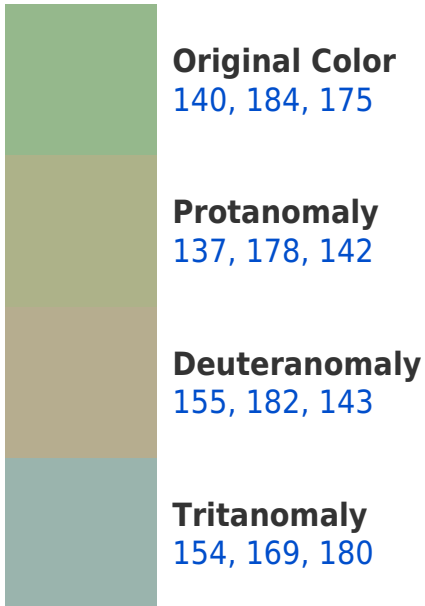 Original Color
140, 184, 175
Protanomaly
137, 178, 142
Deuteranomaly
155, 182, 143
Tritanomaly
154, 169, 180